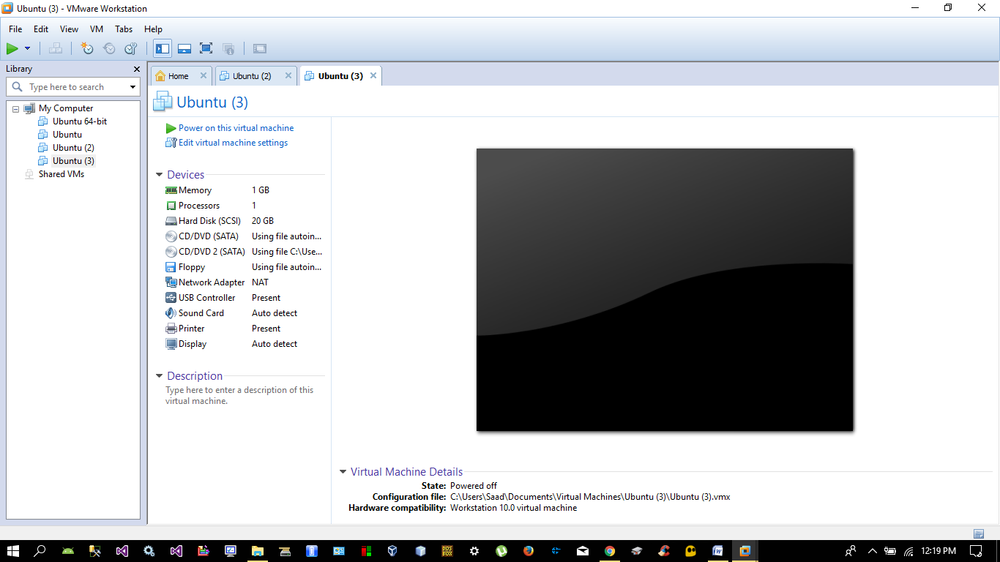 Ubuntu (3) - VMware Workstation
File Edit View VM Tabs Help
Library
Type here to search
My Computer
Ubuntu 64-bit
Ubuntu
Ubuntu (2)
Ubuntu (3)
Shared VMs
Home Ubuntu (2) Ubuntu (3)
Ubuntu (3)
Power on this virtual machine
Edit virtual machine settings
Devices
Memory 1 GB
Processors 1
Hard Disk (SCSI) 20 GB
CD/DVD (SATA) Using file autoin...
CD/DVD 2 (SATA) Using file C:\Use...
Floppy Using file autoin...
Network Adapter NAT
USB Controller Present
Sound Card Auto detect
Printer Present
Display Auto detect
Description
Type here to enter a description of this
virtual machine.
Virtual Machine Details
State: Powered off
Configuration file: C:\Users\Saad\Documents\Virtual Machines\Ubuntu (3)\Ubuntu (3).vmx
Hardware compatibility: Workstation 10.0 virtual machine
DOS
BOX
12:19 PM